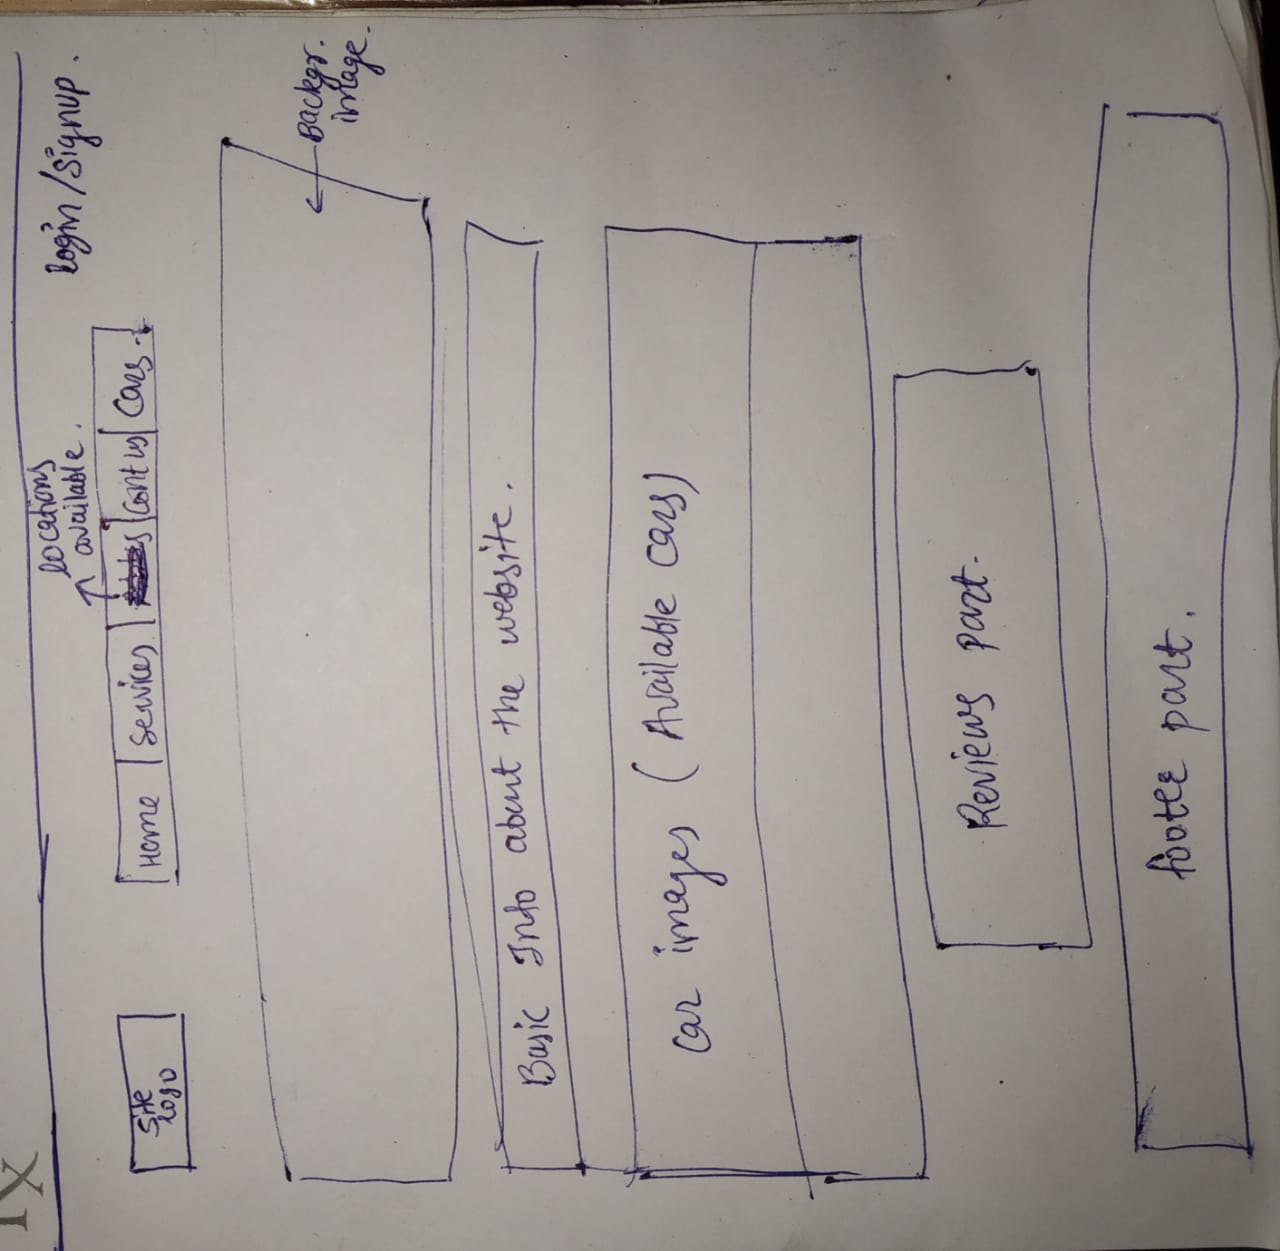 IX
login/signup.
locations
available.
Site
logo
Home | Services | | Cont us | Cars.
Backgr.
image.
Basic Info about the website.
Car images (Available cars)
Reviews part.
footer part.